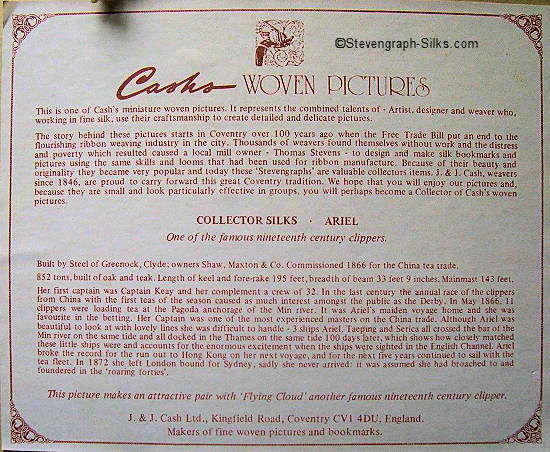 ©Stevengraph-Silks.com
Cash's WOVEN PICTURES
This is one of Cash's miniature woven pictures. It represents the combined talents of - Artist, designer and weaver who,
working in fine silk, use their craftsmanship to create detailed and delicate pictures.
The story behind these pictures starts in Coventry over 100 years ago when the Free Trade Bill put an end to the
flourishing ribbon weaving industry in the city. Thousands of weavers found themselves without work and the distress
and poverty which resulted caused a local mill owner - Thomas Stevens - to design and make silk bookmarks and
pictures using the same skills and looms that had been used for ribbon manufacture. Because of their beauty and
originality they became very popular and today these 'Stevengraphs' are valuable collectors items. J. & J. Cash, weavers
since 1846, are proud to carry forward this great Coventry tradition. We hope that you will enjoy our pictures and,
because they are small and look particularly effective in groups, you will perhaps become a Collector of Cash's woven
pictures.
COLLECTOR SILKS · ARIEL
One of the famous nineteenth century clippers.
Built by Steel of Greenock, Clyde; owners Shaw, Maxton & Co. Commissioned 1866 for the China tea trade.
852 tons, built of oak and teak. Length of keel and fore-rake 195 feet, breadth of beam 33 feet 9 inches. Mainmast 143 feet.
Her first captain was Captain Keay and her complement a crew of 32. In the last century the annual race of the clippers
from China with the first teas of the season caused as much interest amongst the public as the Derby. In May 1866, 11
clippers were loading tea at the Pagoda anchorage of the Min river. It was Ariel's maiden voyage home and she was
favourite in the betting. Her Captain was one of the most experienced masters on the China trade. Although Ariel was
beautiful to look at with lovely lines she was difficult to handle - 3 ships Ariel, Taeping and Serica all crossed the bar of the
Min river on the same tide and all docked in the Thames on the same tide 100 days later, which shows how closely matched
these little ships were and accounts for the enormous excitement when the ships were sighted in the English Channel. Ariel
broke the record for the run out to Hong Kong on her next voyage, and for the next five years continued to sail with the
tea fleet. In 1872 she left London bound for Sydney, sadly she never arrived: it was assumed she had broached to and
foundered in the 'roaring forties'.
This picture makes an attractive pair with 'Flying Cloud' another famous nineteenth century clipper.
J. & J. Cash Ltd., Kingfield Road, Coventry CV1 4DU, England.
Makers of fine woven pictures and bookmarks.